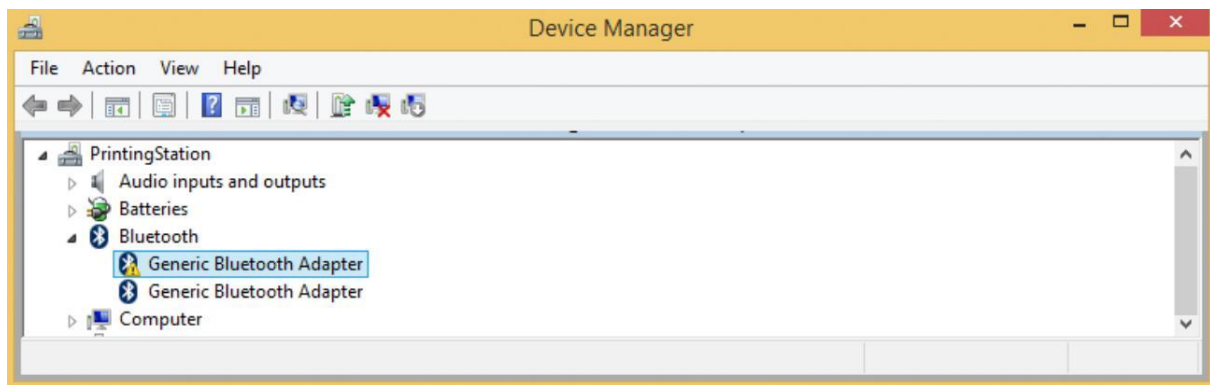 Device Manager
File Action View Help
PrintingStation
Audio inputs and outputs
Batteries
Bluetooth
Generic Bluetooth Adapter
Generic Bluetooth Adapter
Computer